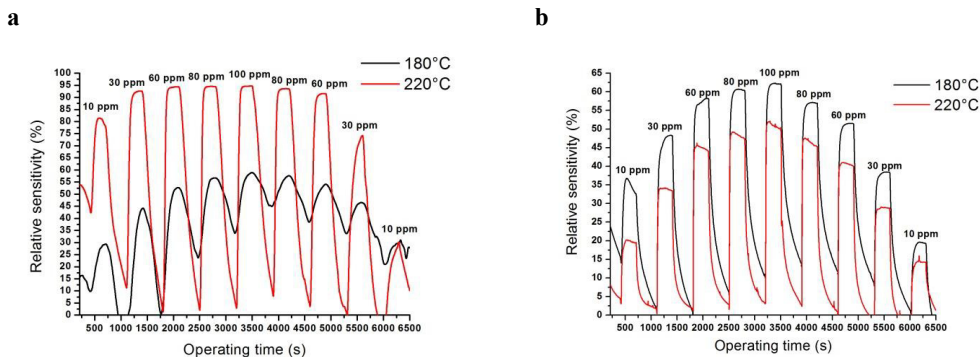 a
b
180°C
220°C
10 ppm
30 ppm
60 ppm
80 ppm
100 ppm
80 ppm
60 ppm
30 ppm
10 ppm
Relative sensitivity (%)
100
95
90
85
80
75
70
65
60
55
50
45
40
35
30
25
20
15
10
5
0
500 1000 1500 2000 2500 3000 3500 4000 4500 5000 5500 6000 6500
Operating time (s)
180°C
220°C
10 ppm
30 ppm
60 ppm
80 ppm
100 ppm
80 ppm
60 ppm
30 ppm
10 ppm
Relative sensitivity (%)
65
60
55
50
45
40
35
30
25
20
15
10
5
0
500 1000 1500 2000 2500 3000 3500 4000 4500 5000 5500 6000 6500
Operating time (s)